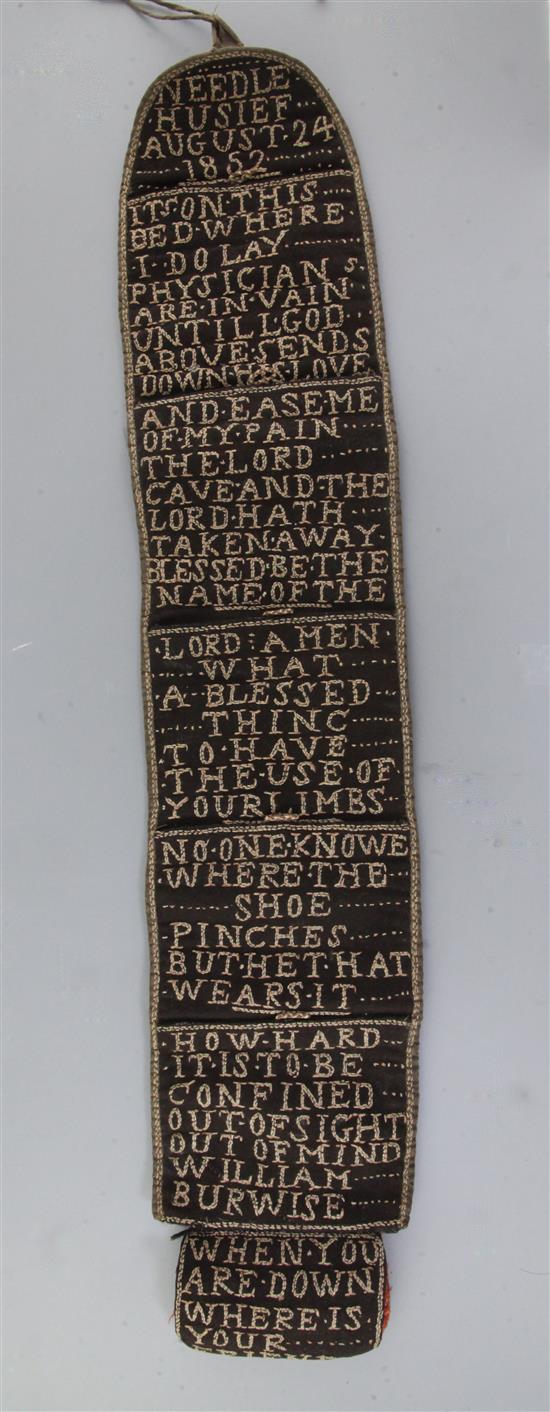 NEEDLE
HUSIEF
AUGUST·24
1852
ITS·ON·THIS
BED·WHERE
·I·DO LAY
PHYSICIAN s
ARE·IN·VAIN
UNTILL·GOD
ABOVE·SENDS
DOWN·HIS·LOVE
AND·EASE ME
OF·MY·PAIN
THE·LORD
CAVE·AND·THE
LORD·HATH
TAKEN·AWAY·
BLESSED·BE·THE
NAME·OF·THE
·LORD:AMEN·
WHAT
A BLESSED
THINC
·TO·HAVE
·THE·USE OF
·YOUR LIMBS
NO·ONE·KNOWE
WHERE·THE
SHOE
PINCHES
BUT·HE T·HAT
WEARS·IT
·HOW·HARD
·IT·IS·TO·BE
CONFINED
OUT·OF SIGHT
OUT OF MIND
WILLIAM
BURWISE
WHEN·YOU
ARE·DOWN
WHERE·IS
YOUR